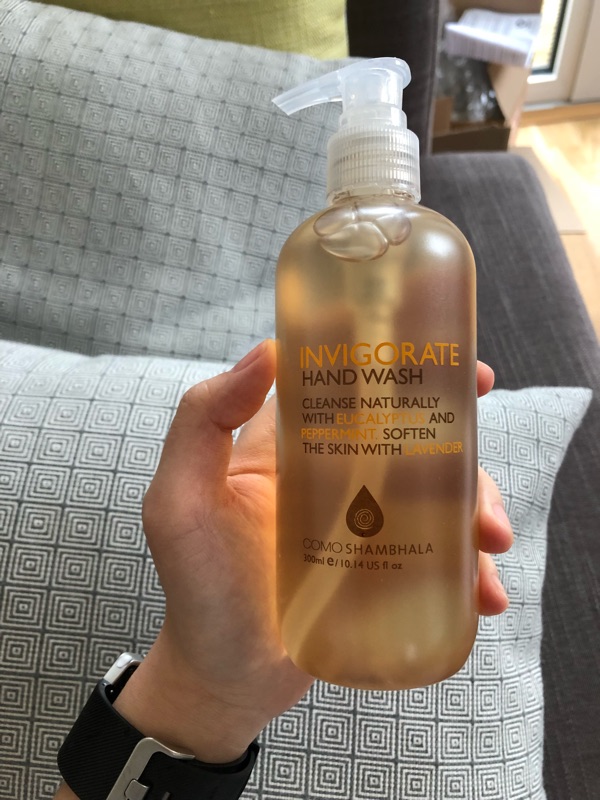 INVIGORATE
HAND WASH
CLEANSE NATURALLY
WITH EUCALYPTUS AND
PEPPERMINT, SOFTEN
THE SKIN WITH LAVENDER
COMO SHAMBHALA
300ml e/10.14 US fl oz